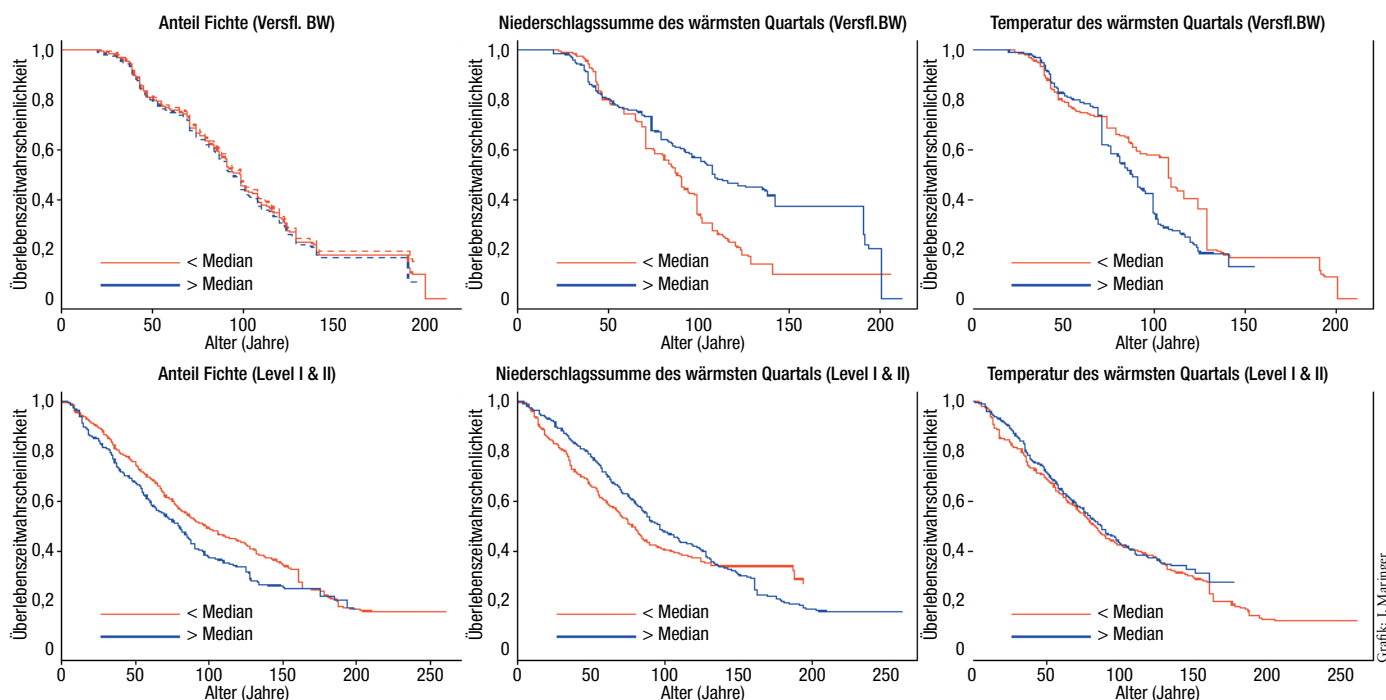 Anteil Fichte (Versfl. BW)
Überlebenszeitwahrscheinlichkeit
1,0
0,8
0,6
0,4
0,2
0
< Median
> Median
0 50 100 150 200
Alter (Jahre)
Niederschlagssumme des wärmsten Quartals (Versfl.BW)
Überlebenszeitwahrscheinlichkeit
1,0
0,8
0,6
0,4
0,2
0
< Median
> Median
0 50 100 150 200
Alter (Jahre)
Temperatur des wärmsten Quartals (Versfl.BW)
Überlebenszeitwahrscheinlichkeit
1,0
0,8
0,6
0,4
0,2
0
< Median
> Median
0 50 100 150 200
Alter (Jahre)
Anteil Fichte (Level I & II)
Überlebenszeitwahrscheinlichkeit
1,0
0,8
0,6
0,4
0,2
0
< Median
> Median
0 50 100 150 200 250
Alter (Jahre)
Niederschlagssumme des wärmsten Quartals (Level I & II)
Überlebenszeitwahrscheinlichkeit
1,0
0,8
0,6
0,4
0,2
0
< Median
> Median
0 50 100 150 200 250
Alter (Jahre)
Temperatur des wärmsten Quartals (Level I & II)
Überlebenszeitwahrscheinlichkeit
1,0
0,8
0,6
0,4
0,2
0
< Median
> Median
0 50 100 150 200 250
Alter (Jahre)
Grafik: J. Maringer